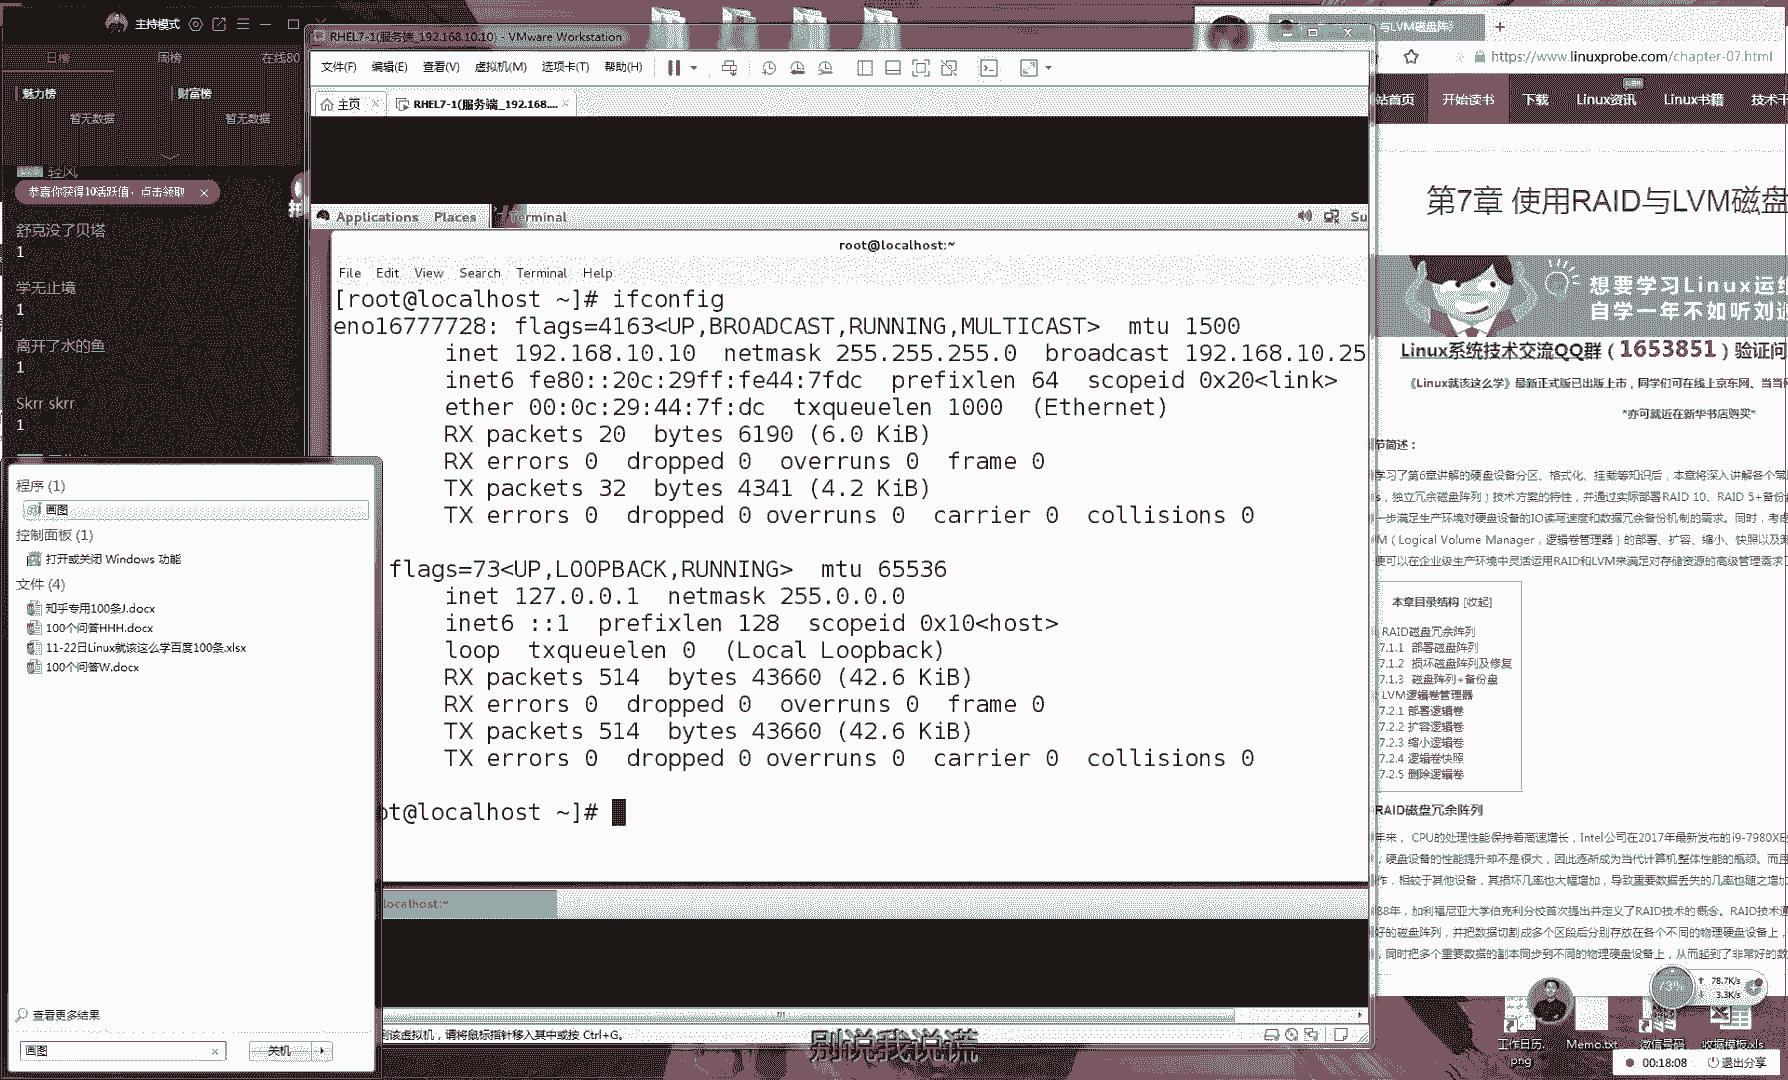 主持模式
日榜 周榜 在线80
魅力榜 财富榜
暂无数据 暂无数据
轻风
恭喜你获得10活跃值，点击领取 ×
舒克没了贝塔
1
学无止境
1
离开了水的鱼
1
Skrr skrr
1
程序 (1)
画图
控制面板 (1)
打开或关闭 Windows 功能
文件 (4)
知乎专用100条J.docx
100个问答HHH.docx
11-22日Linux就该这么学百度100条.xlsx
100个问答W.docx
查看更多结果
画图 ×
关机
RHEL7-1(服务端_192.168.10.10) - VMware Workstation
文件(F) 编辑(E) 查看(V) 虚拟机(M) 选项卡(T) 帮助(H)
主页 × RHEL7-1(服务端_192.168.... ×
Applications Places Terminal Su
root@localhost:~
File Edit View Search Terminal Help
[root@localhost ~]# ifconfig
eno16777728: flags=4163<UP,BROADCAST,RUNNING,MULTICAST> mtu 1500
inet 192.168.10.10 netmask 255.255.255.0 broadcast 192.168.10.25
inet6 fe80::20c:29ff:fe44:7fdc prefixlen 64 scopeid 0x20<link>
ether 00:0c:29:44:7f:dc txqueuelen 1000 (Ethernet)
RX packets 20 bytes 6190 (6.0 KiB)
RX errors 0 dropped 0 overruns 0 frame 0
TX packets 32 bytes 4341 (4.2 KiB)
TX errors 0 dropped 0 overruns 0 carrier 0 collisions 0
flags=73<UP,LOOPBACK,RUNNING> mtu 65536
inet 127.0.0.1 netmask 255.0.0.0
inet6 ::1 prefixlen 128 scopeid 0x10<host>
loop txqueuelen 0 (Local Loopback)
RX packets 514 bytes 43660 (42.6 KiB)
RX errors 0 dropped 0 overruns 0 frame 0
TX packets 514 bytes 43660 (42.6 KiB)
TX errors 0 dropped 0 overruns 0 carrier 0 collisions 0
ot@localhost ~]#
localhost:~
到该虚拟机，请将鼠标指针移入其中或按 Ctrl+G。
别说我说谎
与LVM磁盘阵
https://www.linuxprobe.com/chapter-07.html
站首页 开始读书 下载 Linux资讯 Linux书籍 技术干
第7章 使用RAID与LVM磁盘
想要学习Linux运维
自学一年不如听刘遄
Linux系统技术交流QQ群（1653851）验证问
《Linux就该这么学》最新正式版已出版上市，同学们可在线上京东网、当当
*亦可就近在新华书店购买*
节简述：
学习了第6章讲解的硬盘设备分区、格式化、挂载等知识后，本章将深入讲解各个常
s，独立冗余磁盘阵列）技术方案的特性，并通过实际部署RAID 10、RAID 5+备份
一步满足生产环境对硬盘设备的IO读写速度和数据冗余备份机制的需求。同时，考虑
M（Logical Volume Manager，逻辑卷管理器）的部署、扩容、缩小、快照以及卸
便可以在企业级生产环境中灵活运用RAID和LVM来满足对存储资源的高级管理需求了
本章目录结构 [收起]
RAID磁盘冗余阵列
7.1.1 部署磁盘阵列
7.1.2 损坏磁盘阵列及修复
7.1.3 磁盘阵列+备份盘
LVM逻辑卷管理器
7.2.1 部署逻辑卷
7.2.2 扩容逻辑卷
7.2.3 缩小逻辑卷
7.2.4 逻辑卷快照
7.2.5 删除逻辑卷
RAID磁盘冗余阵列
年来，CPU的处理性能保持着高速增长，Intel公司在2017年最新发布的i9-7980XE
，硬盘设备的性能提升却不是很大，因此逐渐成为当代计算机整体性能的瓶颈。而且
作，相较于其他设备，其损坏几率也大幅增加，导致重要数据丢失的几率也随之增加
88年，加利福尼亚大学伯克利分校首次提出并定义了RAID技术的概念。RAID技术通
好的磁盘阵列，并把数据切割成多个区段后分别存放在各个不同的物理硬盘设备上，
，同时把多个重要数据的副本同步到不同的物理硬盘设备上，从而起到了非常好的数
73% 78.7K/s
3.3K/s
工作日历.png
Memo.txt
微信号码
收据模板.xls
00:18:08 退出分享